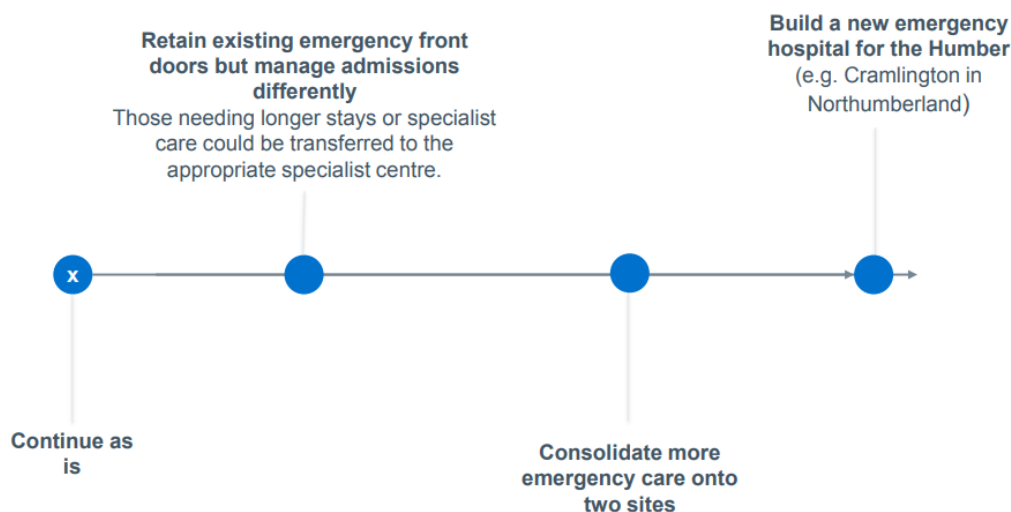 Retain existing emergency front
doors but manage admissions
differently
Those needing longer stays or specialist
care could be transferred to the
appropriate specialist centre.
Build a new emergency
hospital for the Humber
(e.g. Cramlington in
Northumberland)
x
Continue as
is
Consolidate more
emergency care onto
two sites